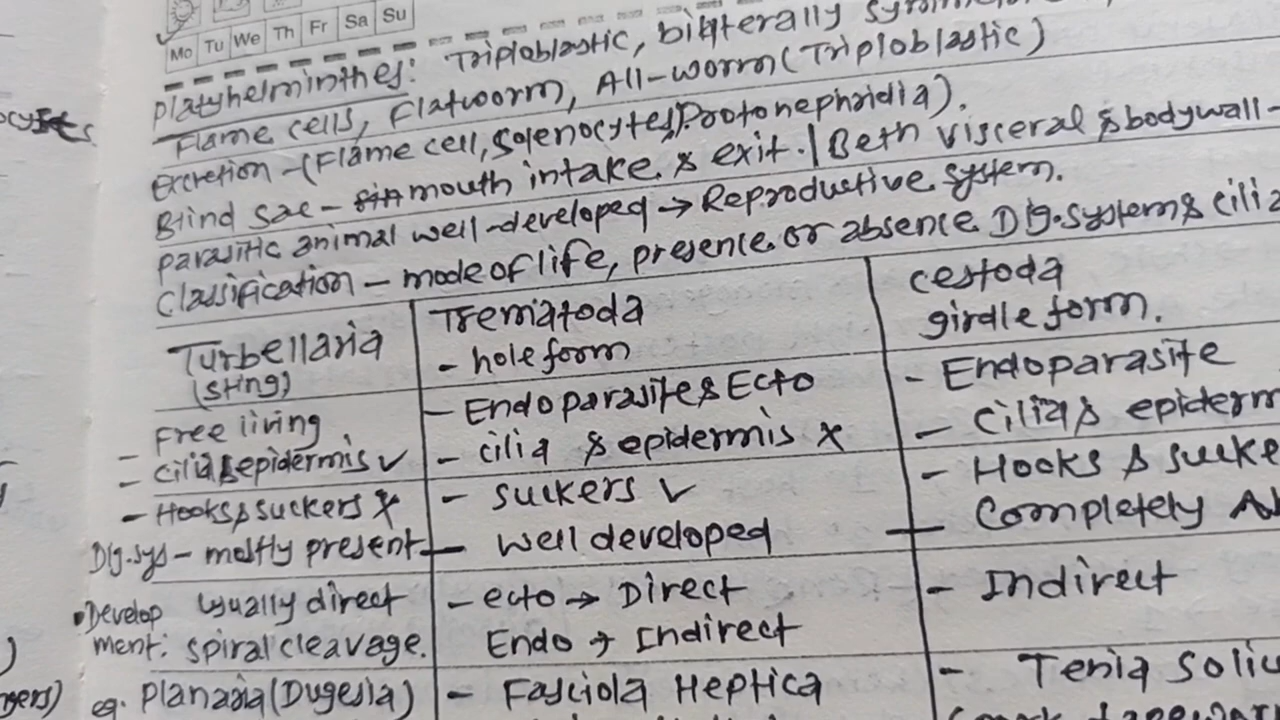 Mo Tu We Th Fr Sa Su
Platyhelminthes: Triploblastic, bilaterally
Flame cells, Flatworm, All-worm (Triploblastic)
Excretion - (Flame cell, Solenocytes, Protonephridia).
Blind sac - mouth intake & exit. | Both visceral & bodywall -
parasitic animal well-developed → Reproductive system.
Classification - mode of life, presence or absence Dig. system & cilia
Turbellaria
(sting)
Trematoda
- hole form
cestoda
girdle form.
- Free living
- cilia & epidermis ✓
- Endoparasite & Ecto
- cilia & epidermis ×
- Endoparasite
- cilia & epiderm
- Hooks & suckers ×
- suckers ✓
- Hooks & sucke
Dig. sys - mostly present
- well developed
- Completely
• Develop usually direct
ment: spiral cleavage.
- ecto → Direct
Endo → Indirect
- Indirect
eg. Planaria (Dugesia)
- Fasciola Heptica
- Tenia Soliu
ocysts
gers)